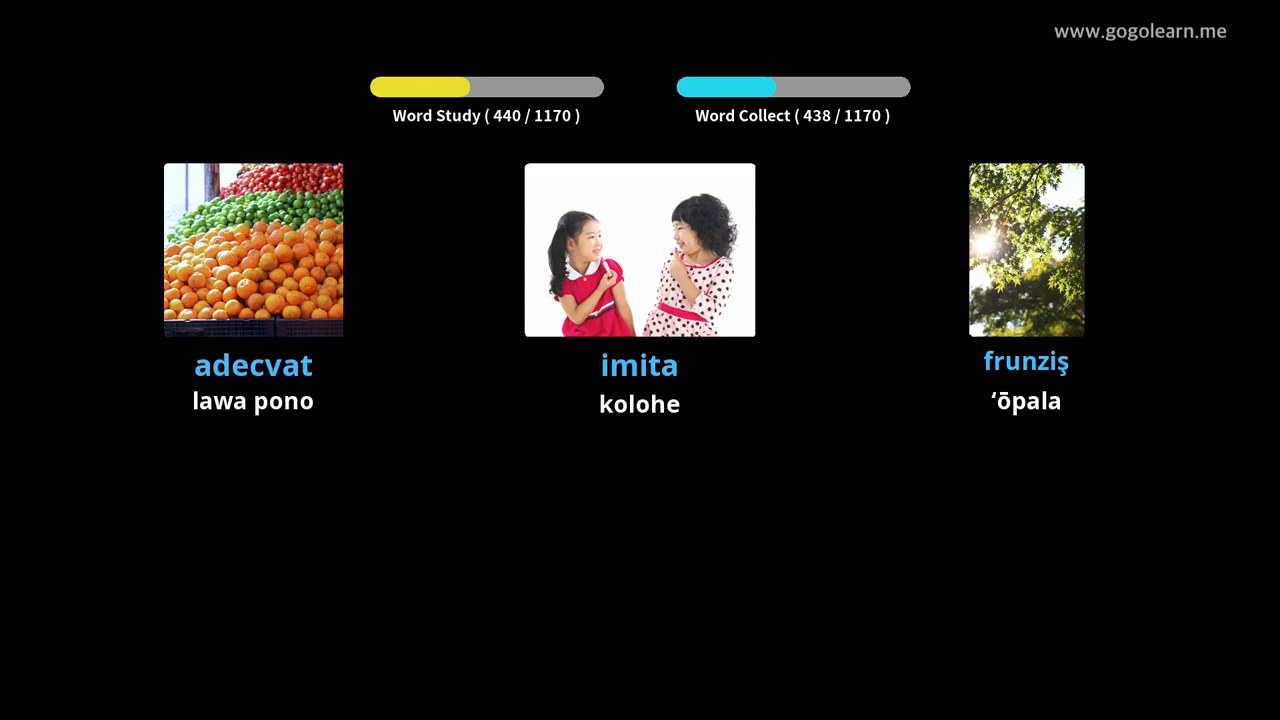 www.gogolearn.me
Word Study ( 440 / 1170 )
Word Collect ( 438 / 1170 )
adecvat
lawa pono
imita
kolohe
frunziş
ʻōpala